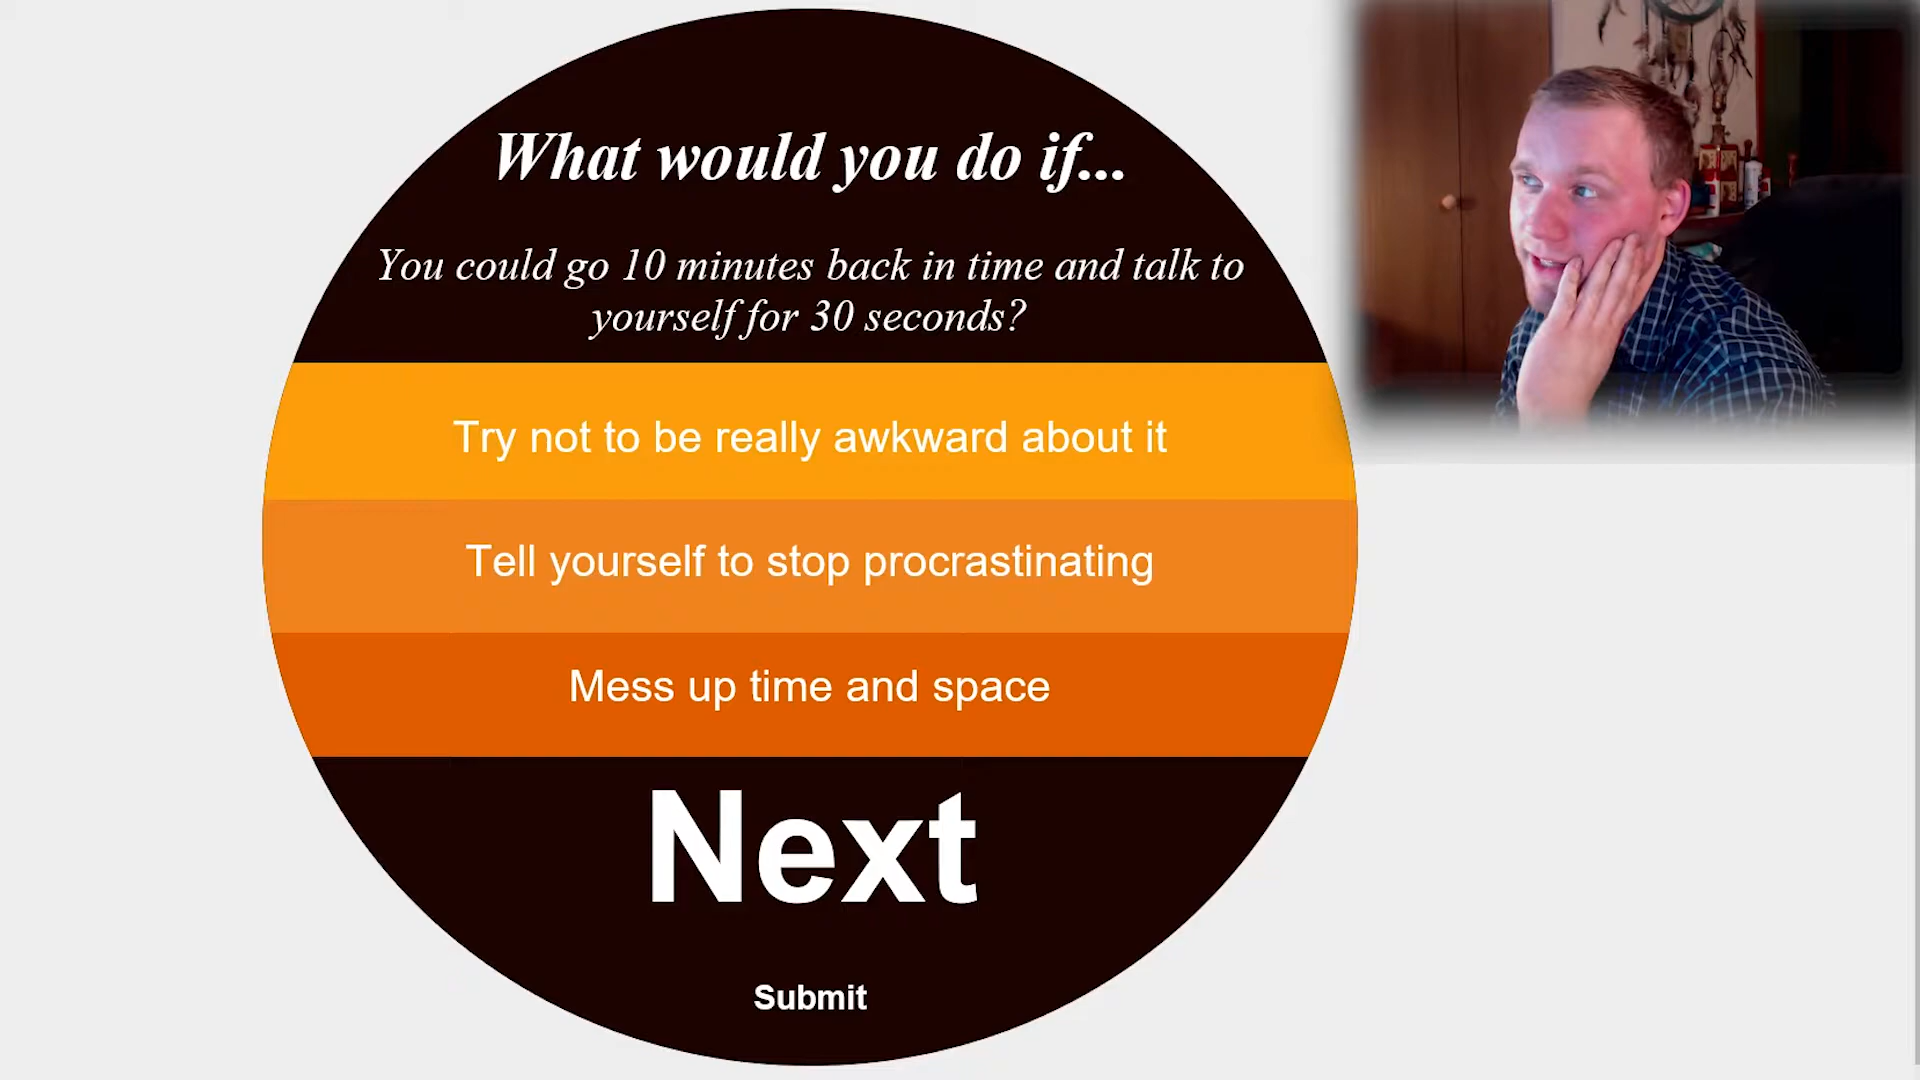 What would you do if...
You could go 10 minutes back in time and talk to
yourself for 30 seconds?
Try not to be really awkward about it
Tell yourself to stop procrastinating
Mess up time and space
Next
Submit